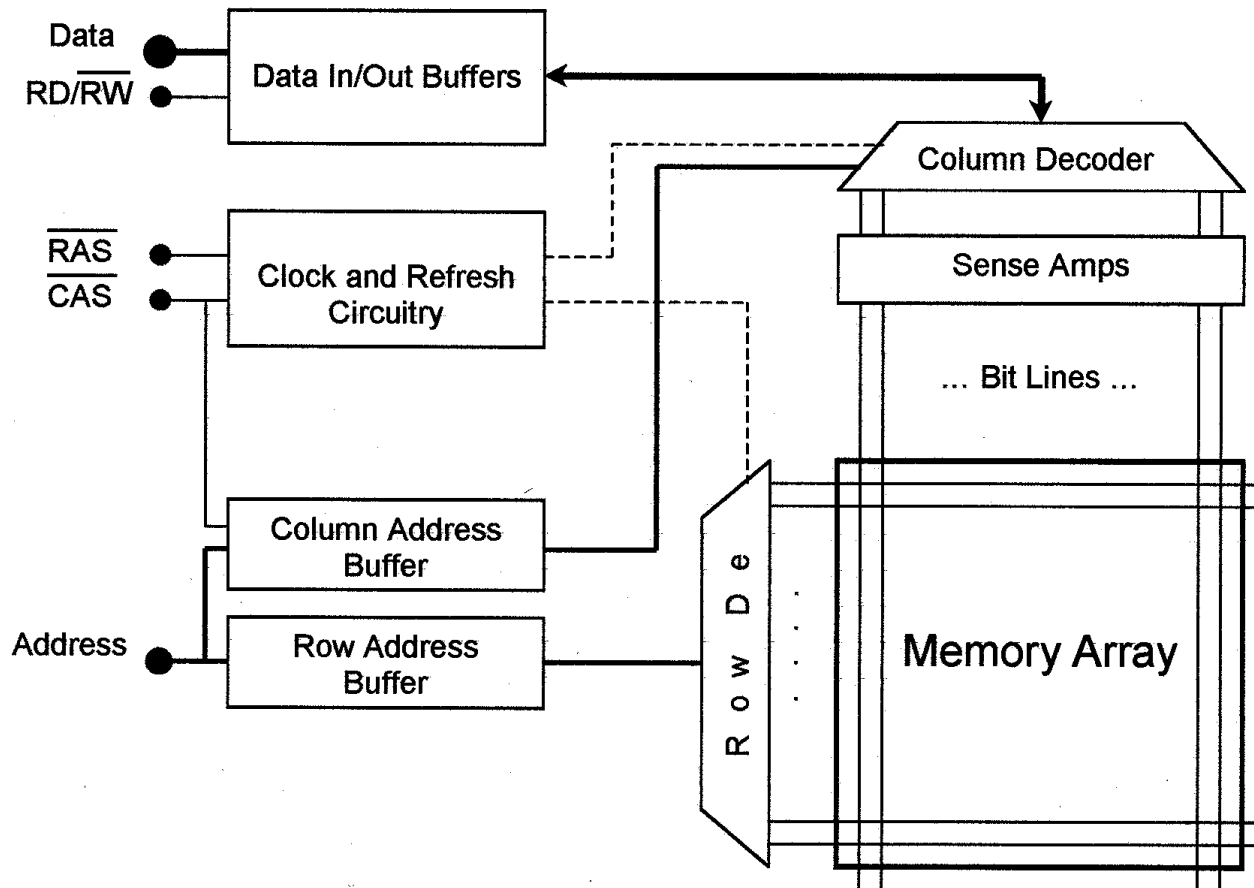 Data
RD/RW
Data In/Out Buffers
Column Decoder
RAS
CAS
Clock and Refresh
Circuitry
Sense Amps
... Bit Lines ...
Column Address
Buffer
Address
Row Address
Buffer
Row De
Memory Array